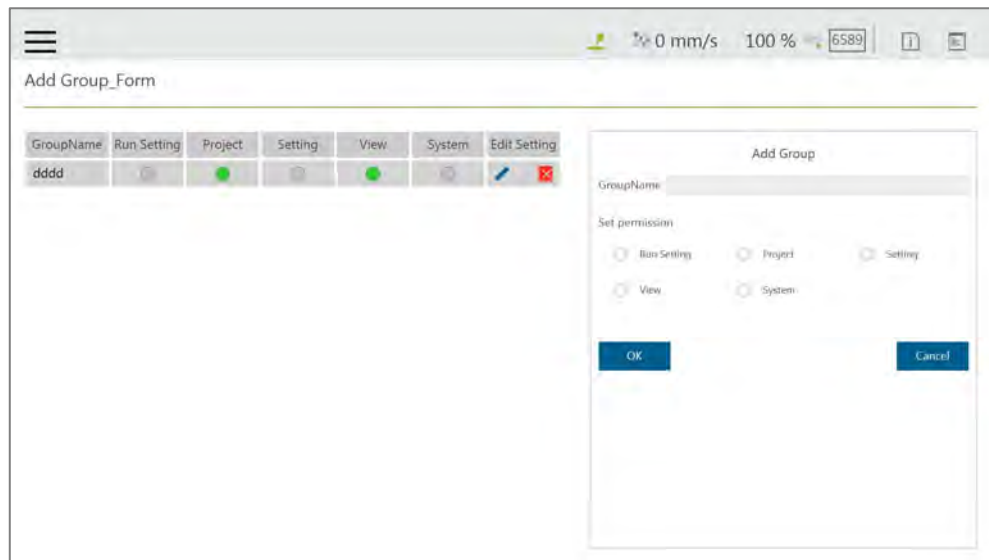 0 mm/s 100 % 6589
Add Group_Form
GroupName Run Setting Project Setting View System Edit Setting
dddd
Add Group
GroupName
Set permission
Run Setting Project Setting
View System
OK Cancel